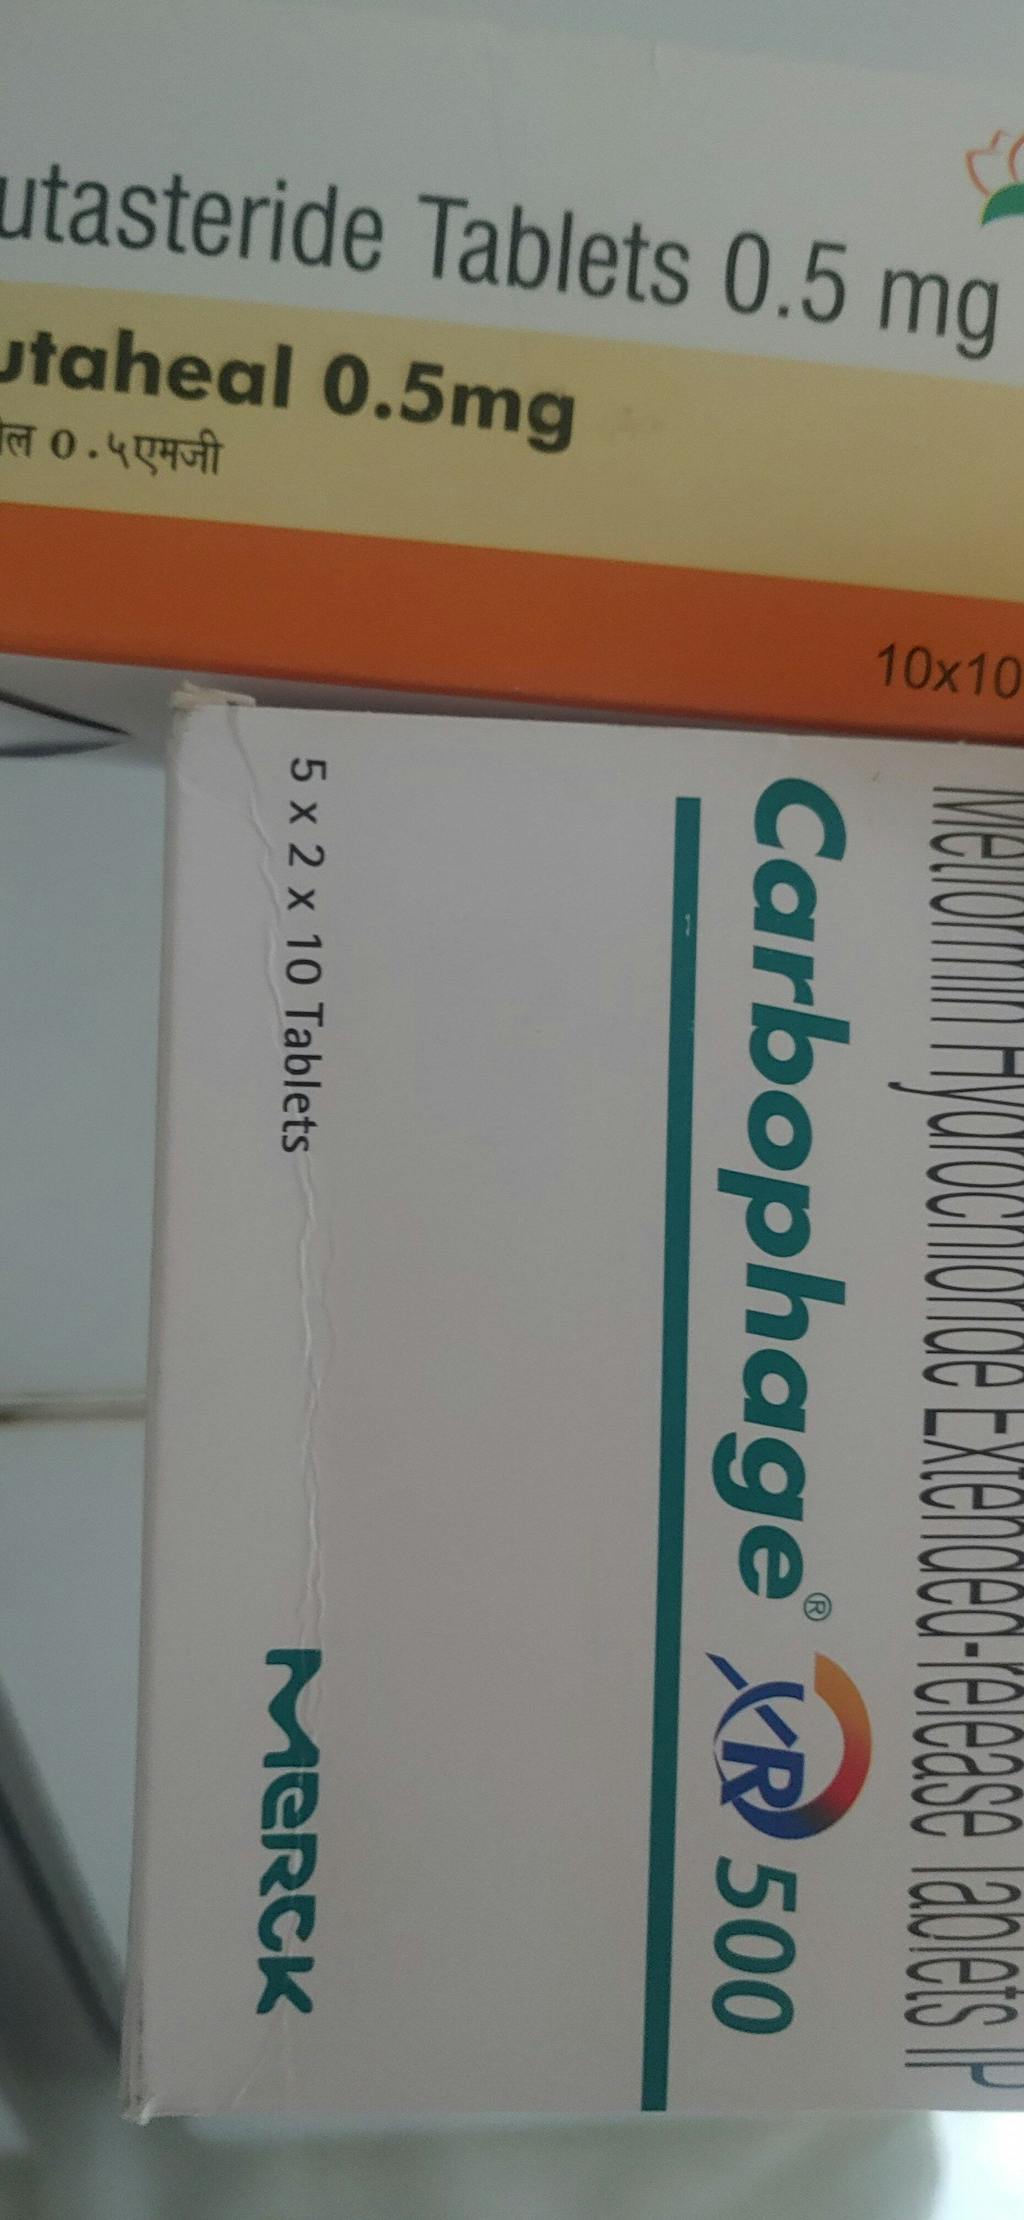 utasteride Tablets 0.5 mg
utaheal 0.5mg
ल ०.५एमजी
10x10
Metformin Hydrochloride Extended-release Tablets IP
Carbophage® XR 500
5 x 2 x 10 Tablets
Merck